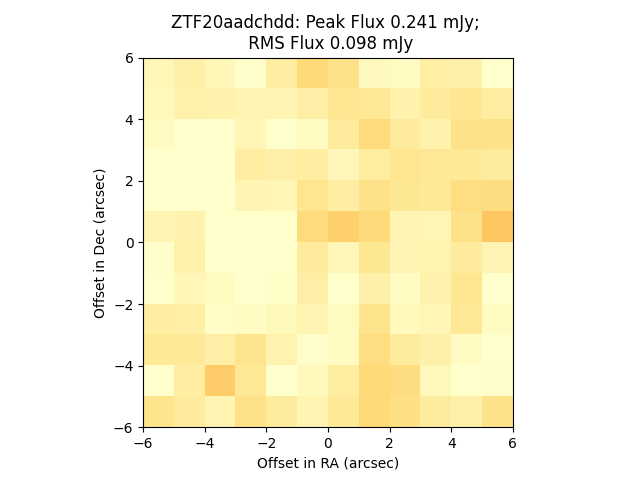 ZTF20aadchdd: Peak Flux 0.241 mJy;
RMS Flux 0.098 mJy
6
4
2
0
−2
−4
−6
Offset in Dec (arcsec)
−6 −4 −2 0 2 4 6
Offset in RA (arcsec)